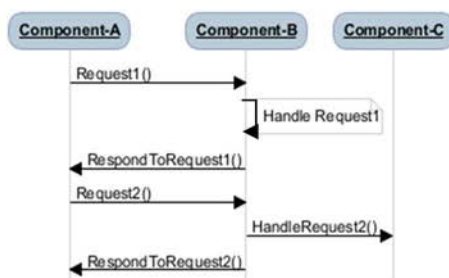 Component-A Component-B Component-C
Request1()
Handle Request1
RespondToRequest1()
Request2()
HandleRequest2()
RespondToRequest2()